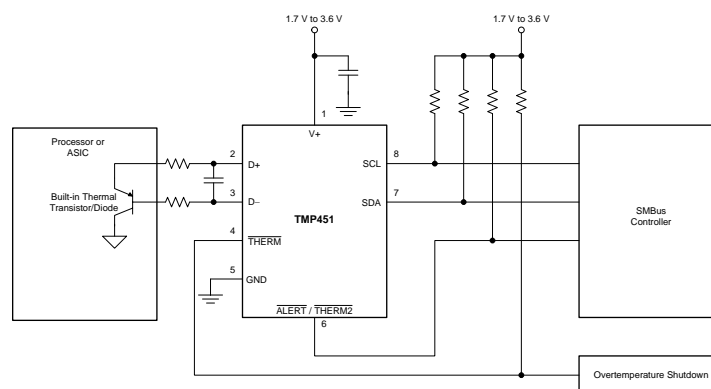 1.7 V to 3.6 V
1.7 V to 3.6 V
1
V+
Processor or
ASIC
Built-in Thermal
Transistor/Diode
2
D+
3
D−
4
THERM
5
GND
TMP451
SCL
8
SDA
7
ALERT / THERM2
6
SMBus
Controller
Overtemperature Shutdown